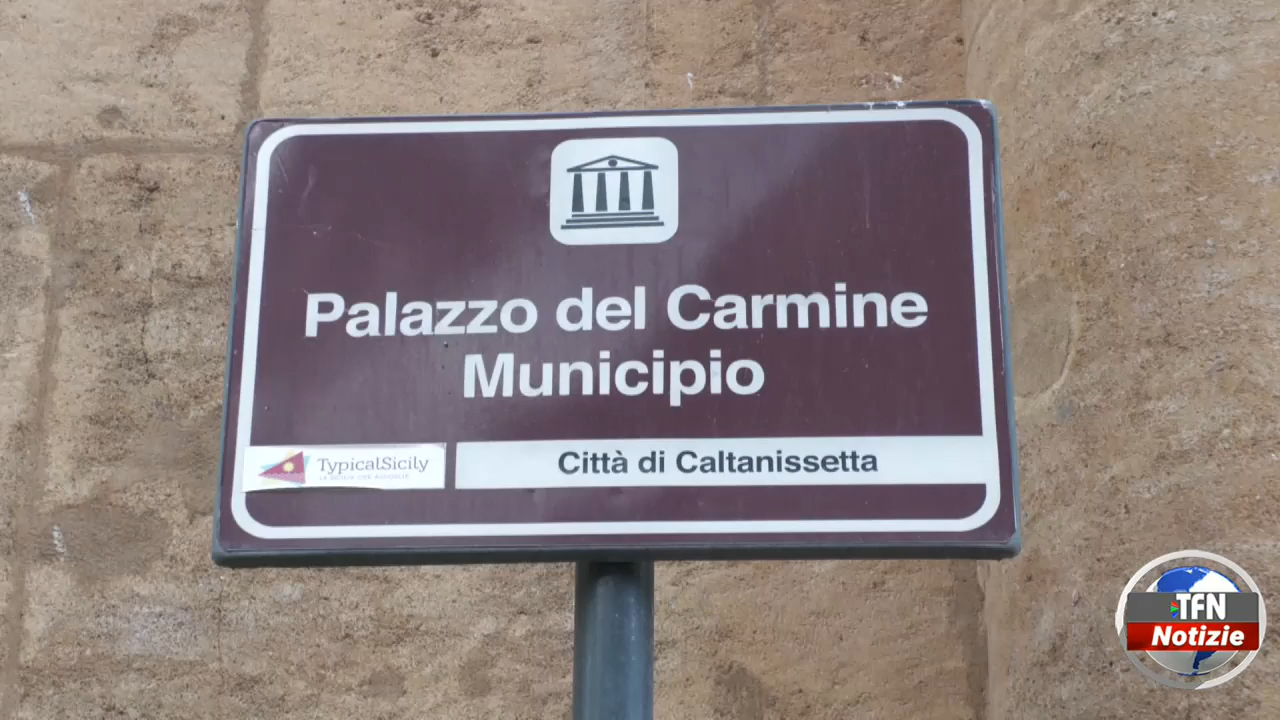 Palazzo del Carmine
Municipio
TypicalSicily
Città di Caltanissetta
TFN
Notizie